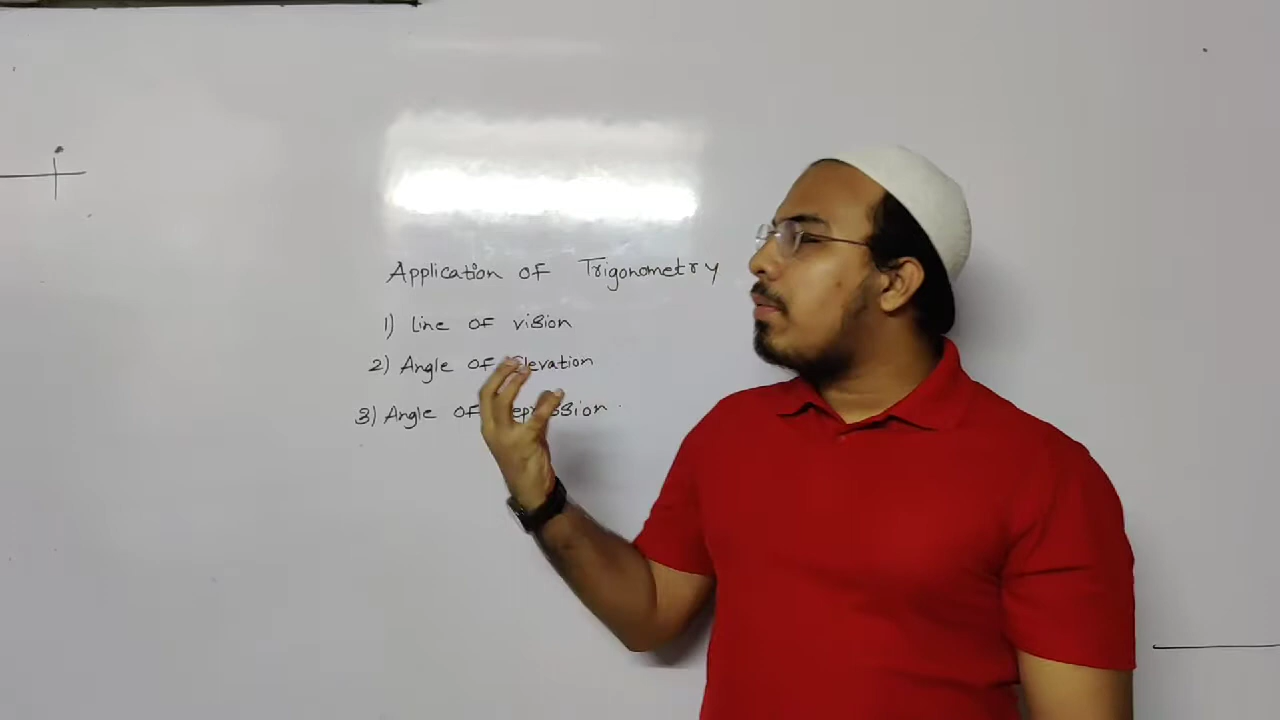 Application of Trigonometry
1) Line of vision
2) Angle of Elevation
3) Angle of Depression